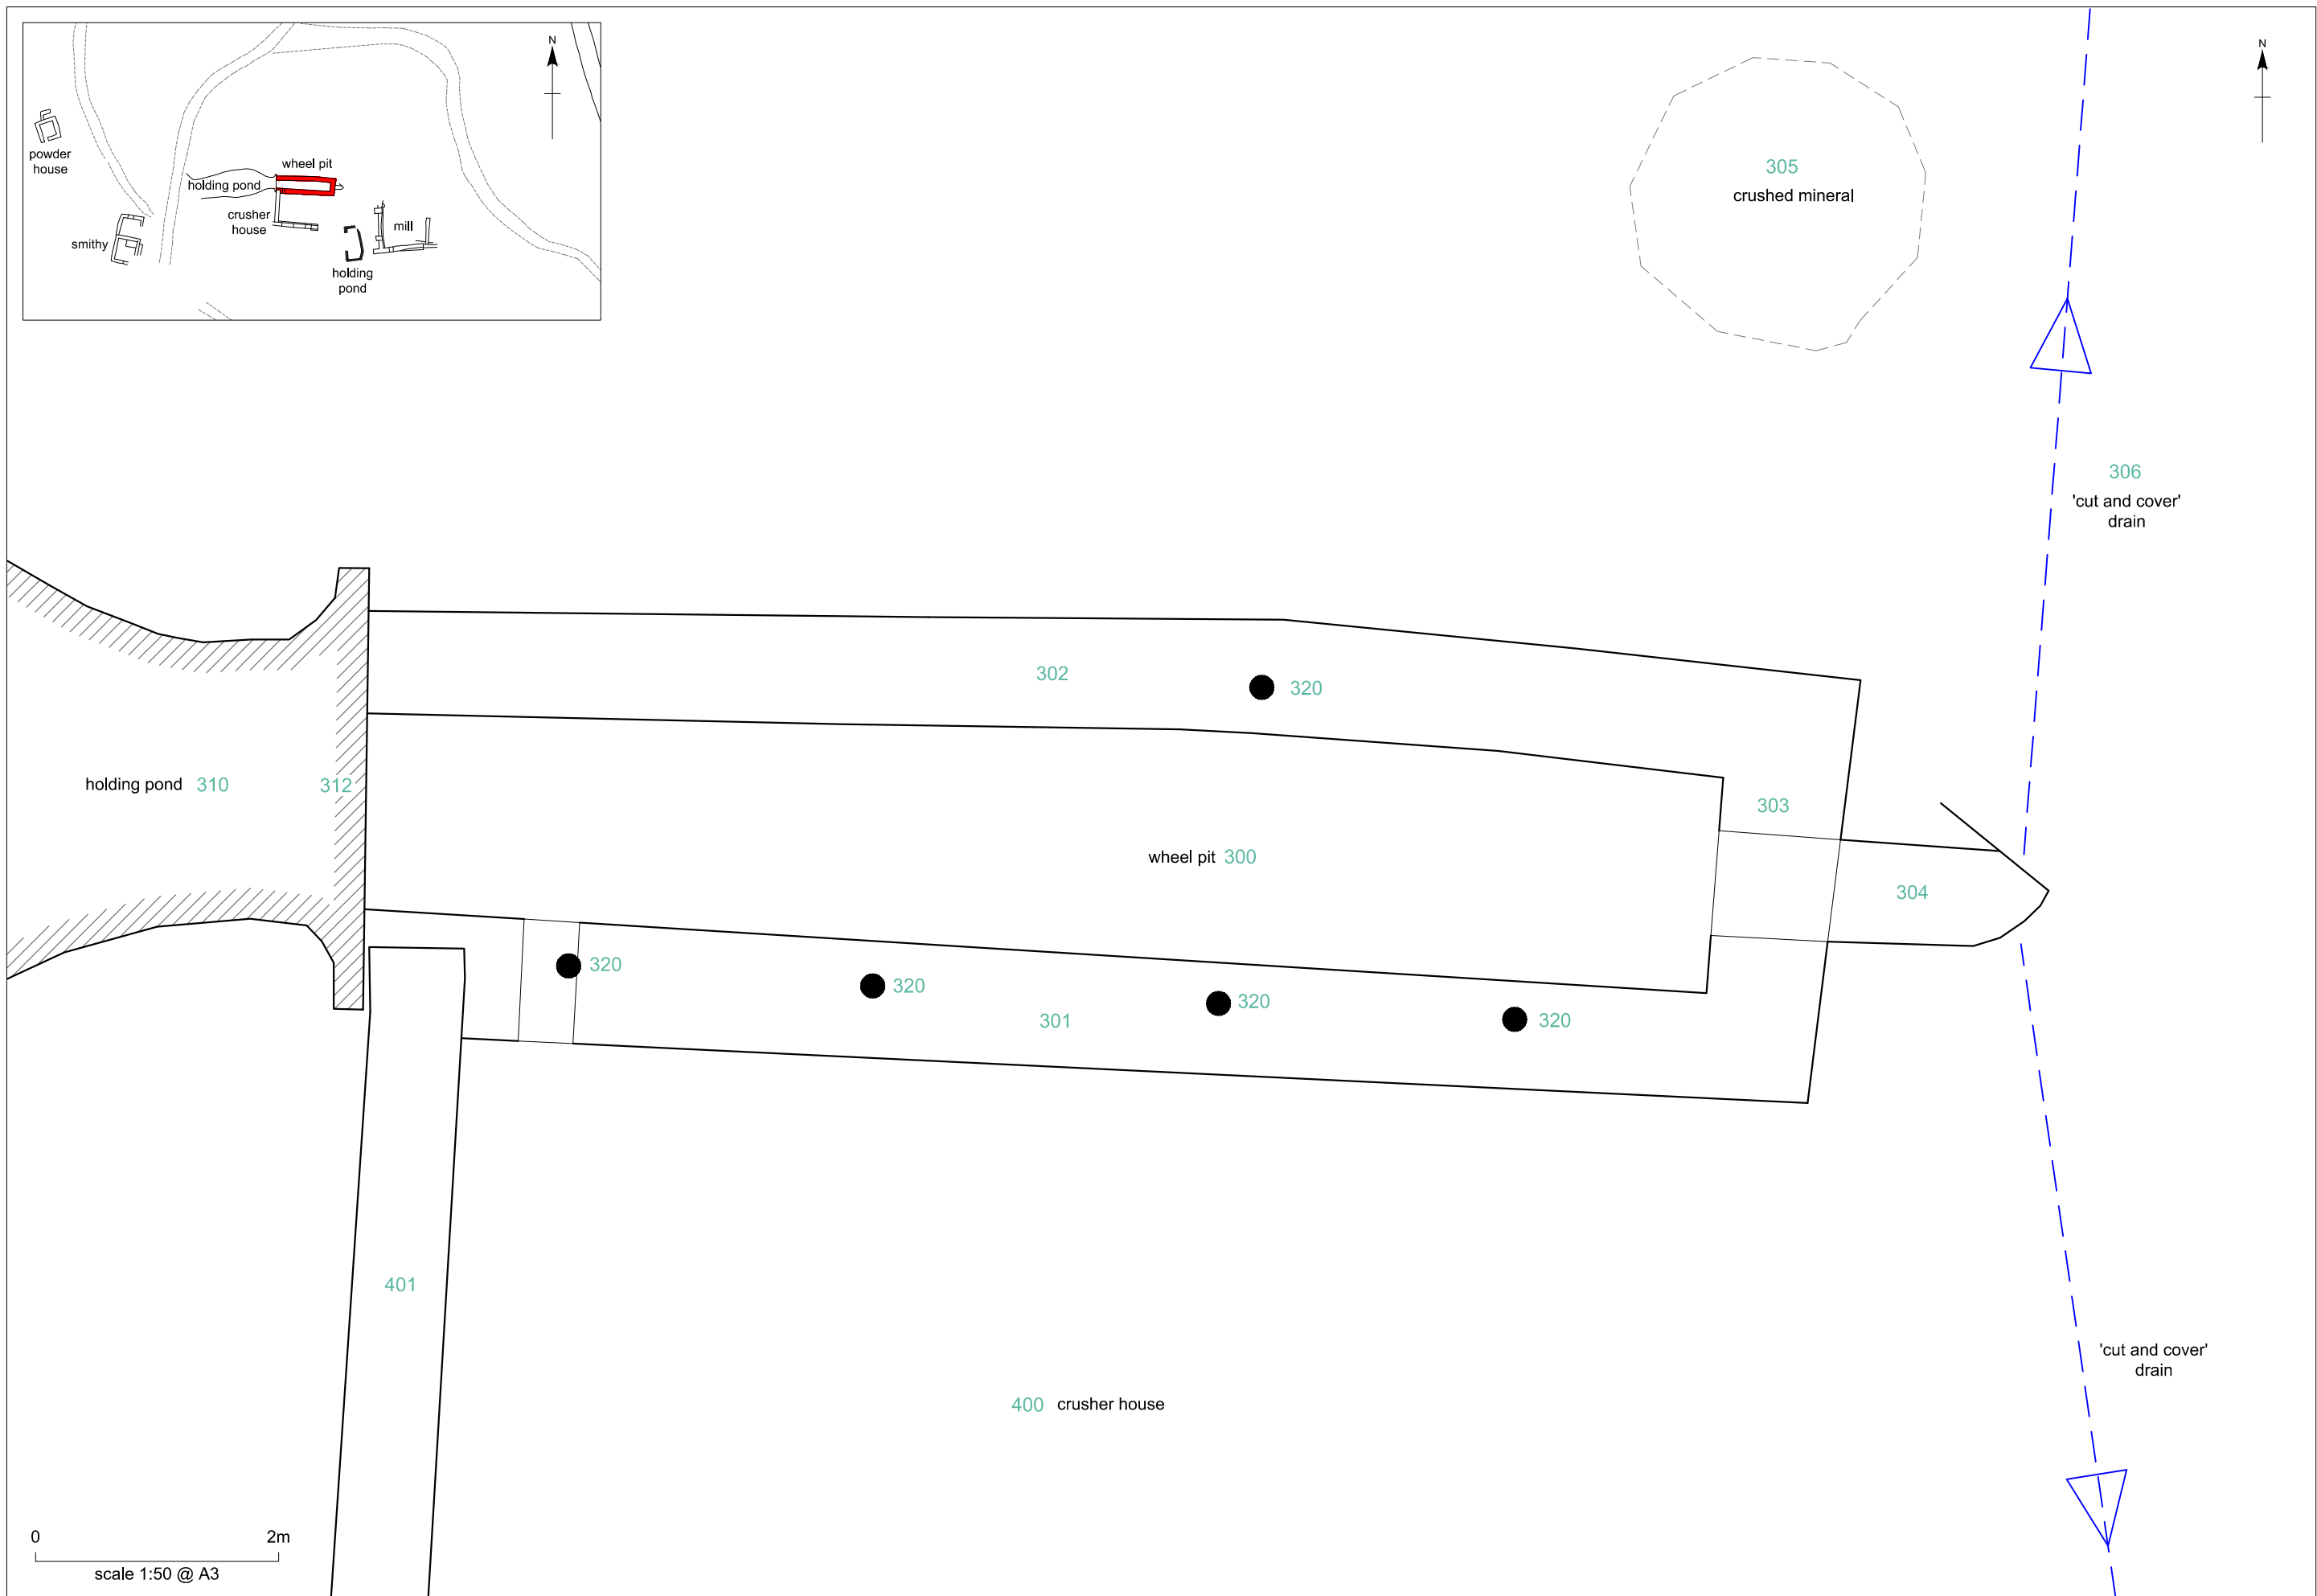 N
powder
house
wheel pit
holding pond
crusher
house
smithy
mill
holding
pond
N
305
crushed mineral
306
'cut and cover'
drain
302
320
holding pond 310
312
303
wheel pit 300
304
320
320
320
320
301
401
'cut and cover'
drain
400 crusher house
0 2m
scale 1:50 @ A3